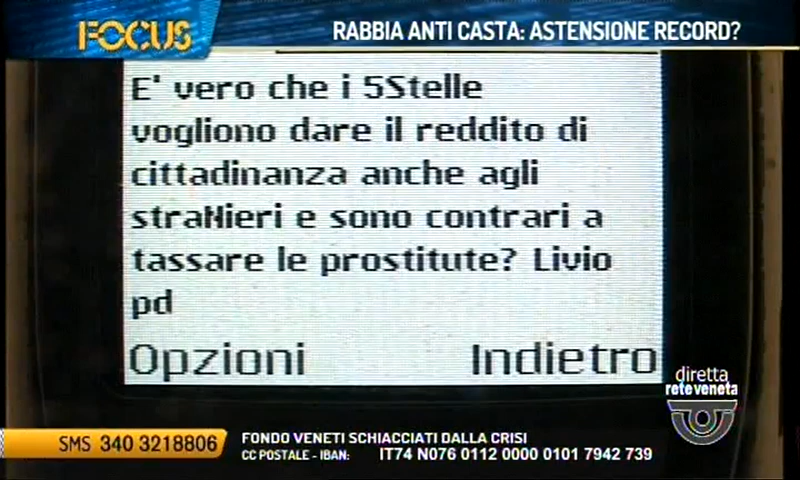 FOCUS
RABBIA ANTI CASTA: ASTENSIONE RECORD?
E' vero che i 5Stelle
vogliono dare il reddito di
cittadinanza anche agli
stranieri e sono contrari a
tassare le prostitute? Livio
pd
Opzioni Indietro
diretta
reteveneta
SMS 340 3218806
FONDO VENETI SCHIACCIATI DALLA CRISI
CC POSTALE - IBAN: IT74 N076 0112 0000 0101 7942 739